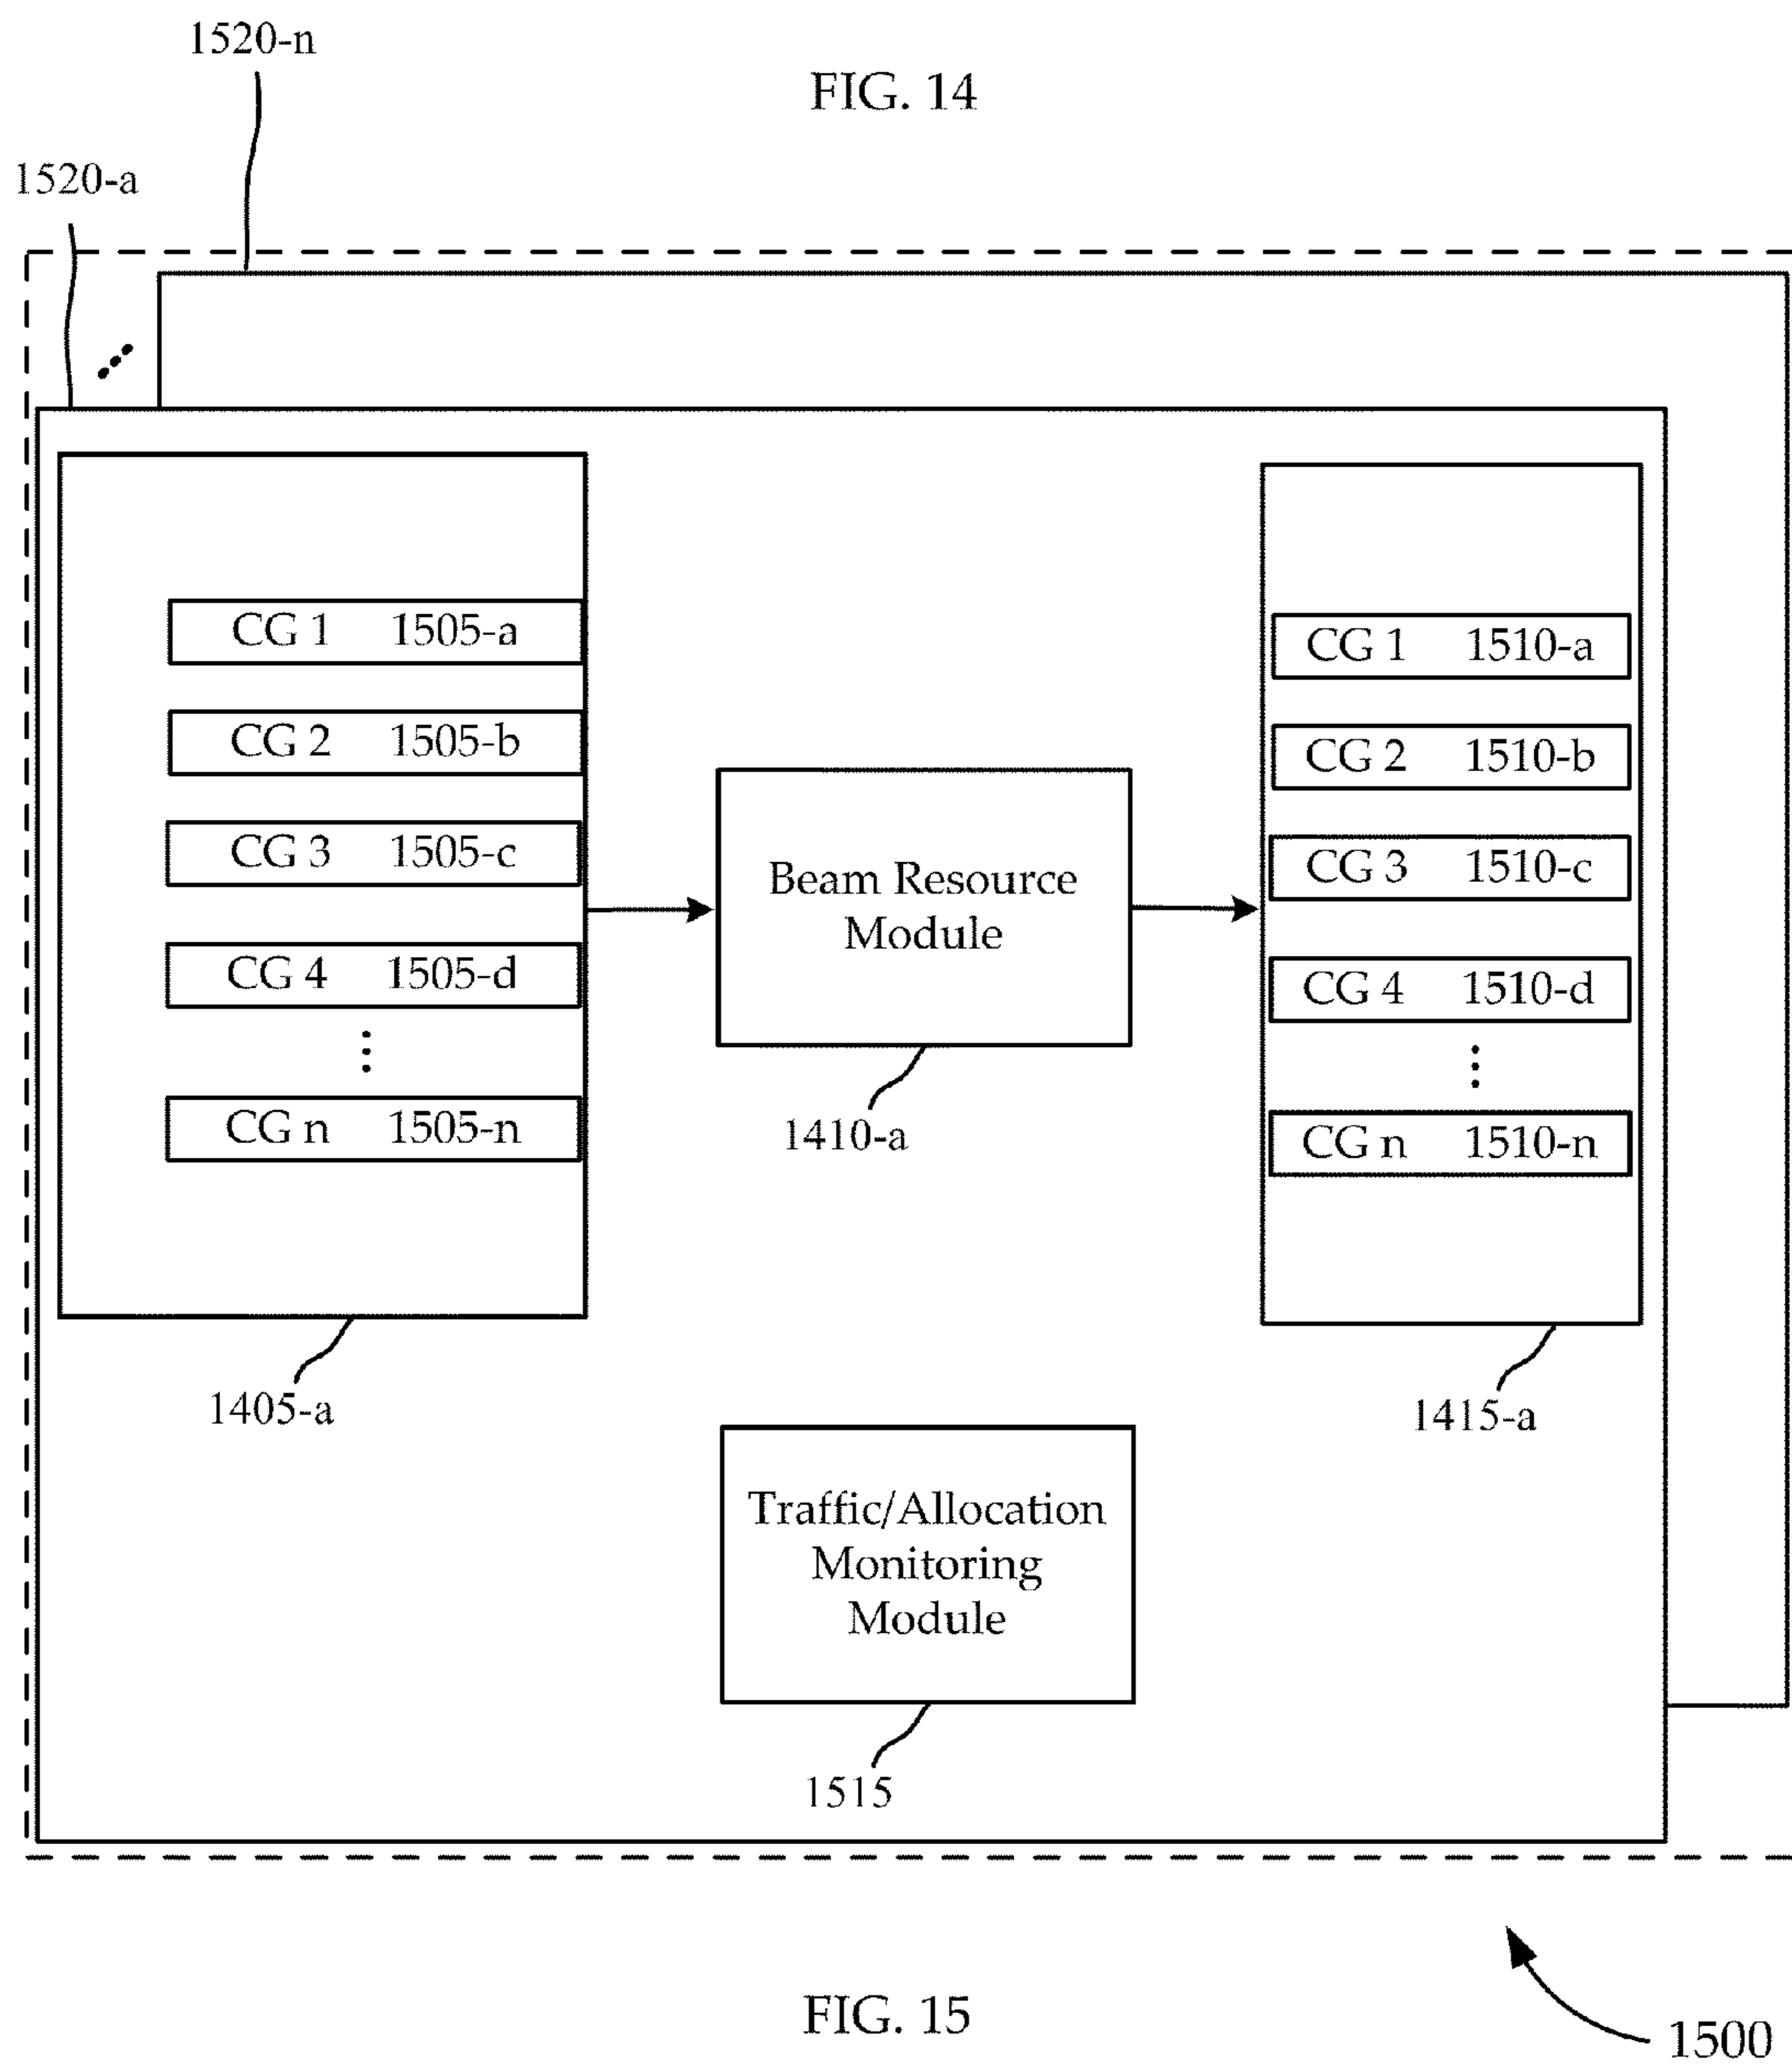 1520-n
FIG. 14
1520-a
CG 1 1505-a
CG 2 1505-b
CG 3 1505-c
CG 4 1505-d
CG n 1505-n
1405-a
Beam Resource
Module
1410-a
CG 1 1510-a
CG 2 1510-b
CG 3 1510-c
CG 4 1510-d
CG n 1510-n
1415-a
Traffic/Allocation
Monitoring
Module
1515
FIG. 15
1500